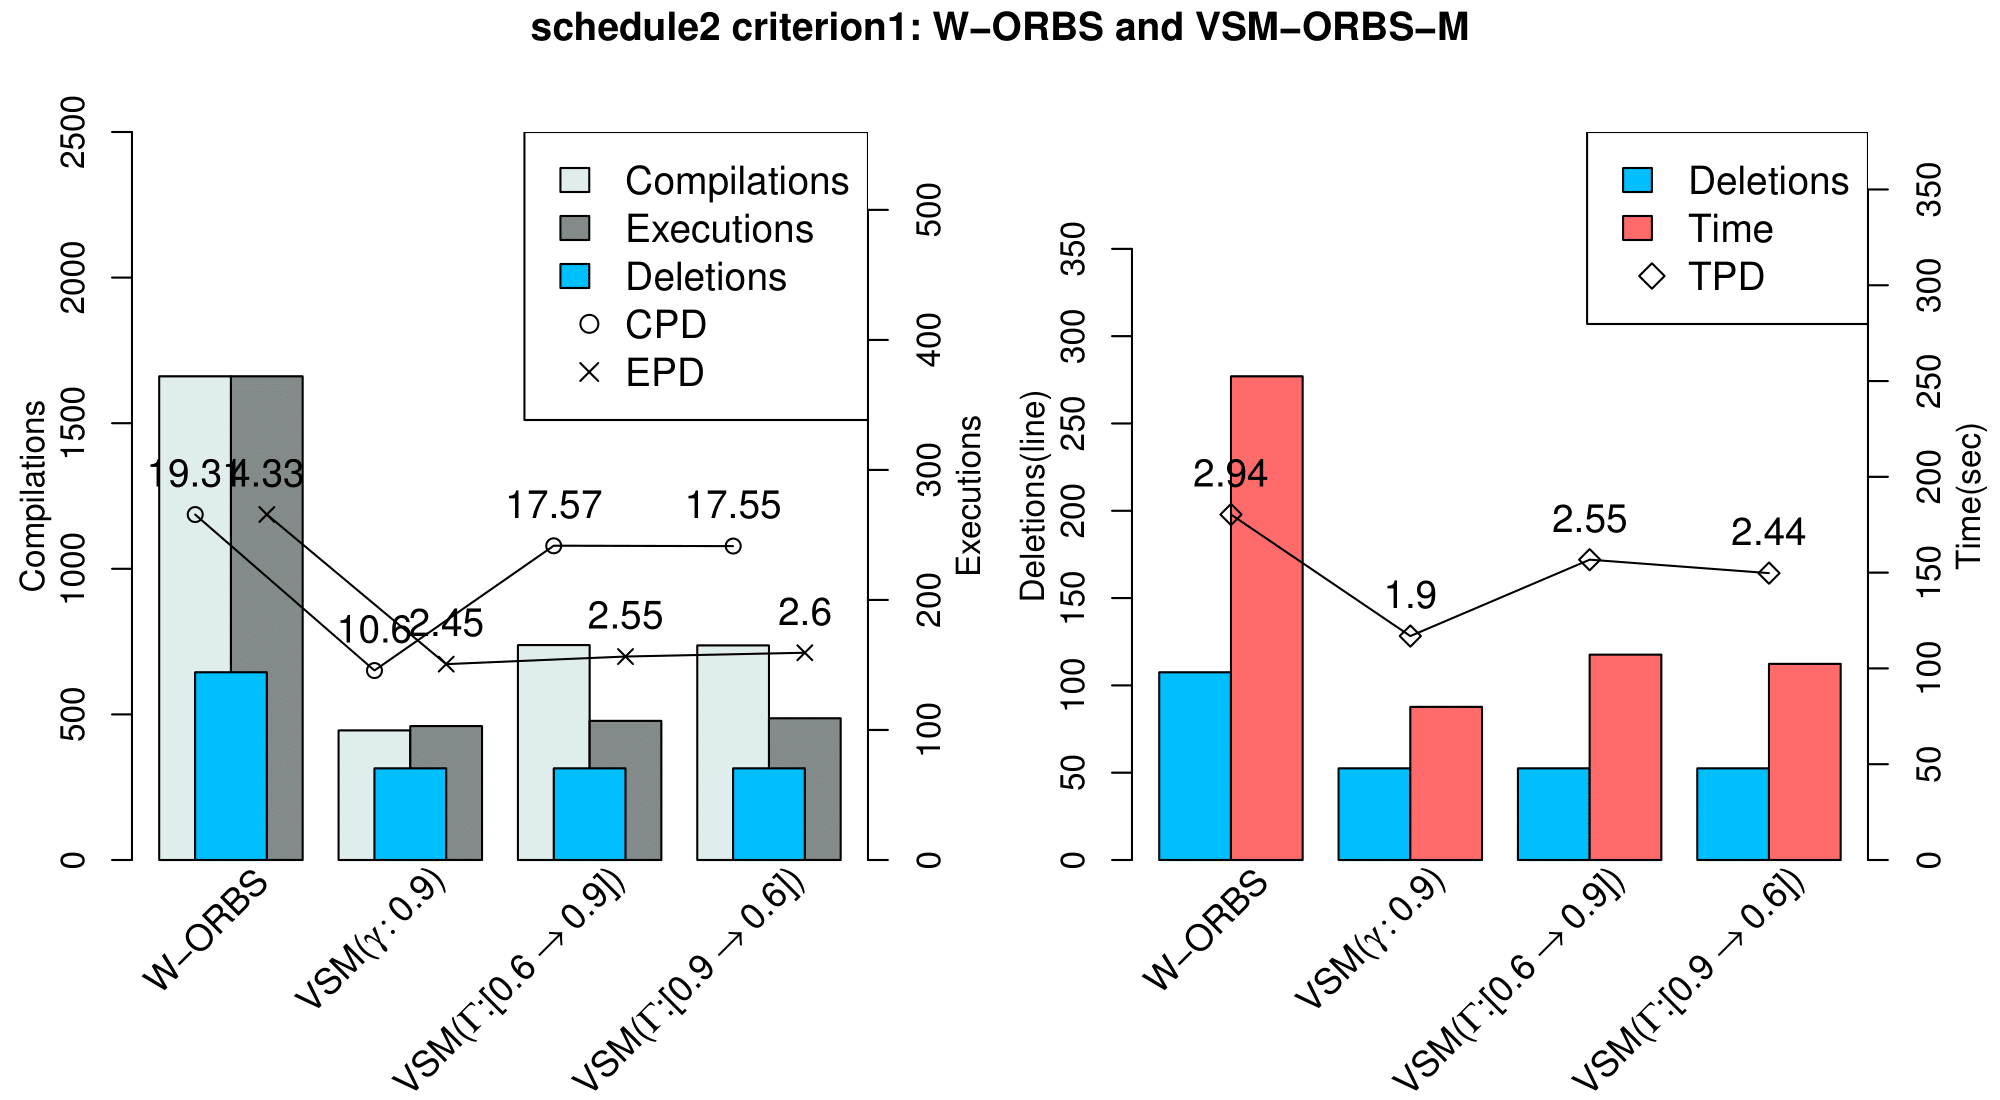 schedule2 criterion1: W−ORBS and VSM−ORBS−M
Compilations
0
500
1000
1500
2000
2500
Compilations
Executions
Deletions
CPD
EPD
19.31
4.33
10.6
2.45
17.57
2.55
17.55
2.6
0
100
200
300
400
500
Executions
W−ORBS
VSM(γ: 0.9)
VSM(Γ:[0.6 → 0.9])
VSM(Γ:[0.9 → 0.6])
Deletions(line)
0
50
100
150
200
250
300
350
Deletions
Time
TPD
2.94
1.9
2.55
2.44
0
50
100
150
200
250
300
350
Time(sec)
W−ORBS
VSM(γ: 0.9)
VSM(Γ:[0.6 → 0.9])
VSM(Γ:[0.9 → 0.6])